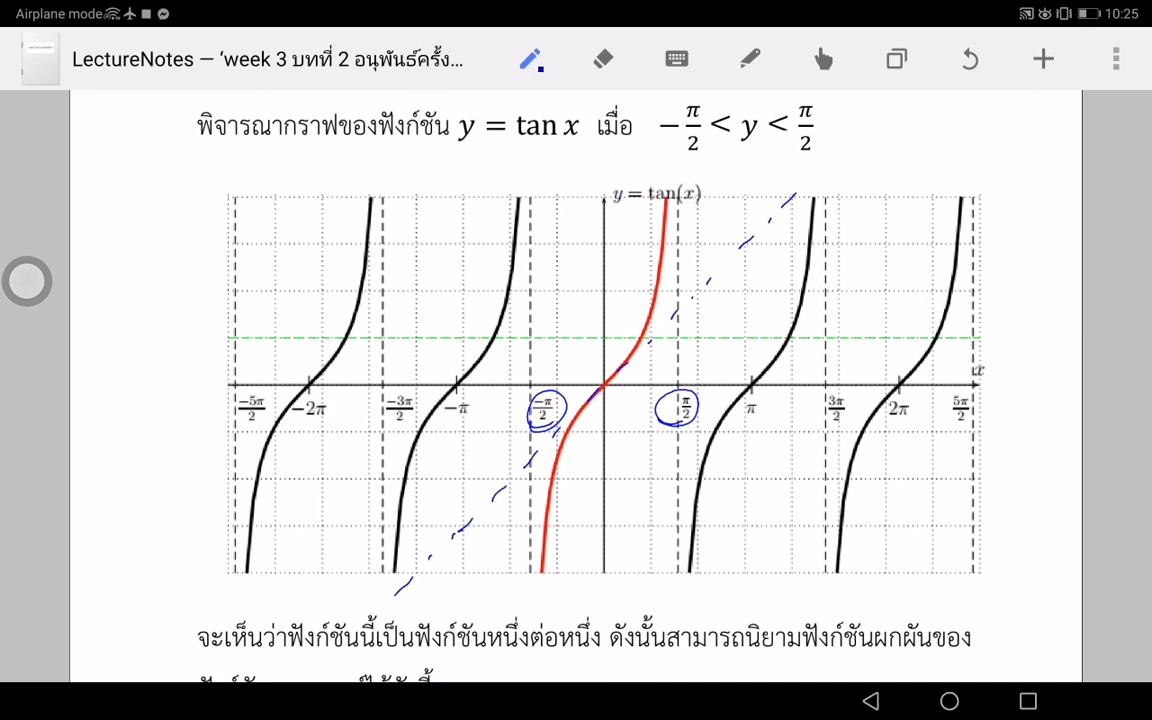 Airplane mode 10:25
LectureNotes – ‘week 3 บทที่ 2 อนุพันธ์ครั้ง...
พิจารณากราฟของฟังก์ชัน y = tan x เมื่อ −π/2 < y < π/2
y = tan(x)
x
−5π/2 −2π −3π/2 −π −π/2 π/2 π 3π/2 2π 5π/2
จะเห็นว่าฟังก์ชันนี้เป็นฟังก์ชันหนึ่งต่อหนึ่ง ดังนั้นสามารถนิยามฟังก์ชันผกผันของ